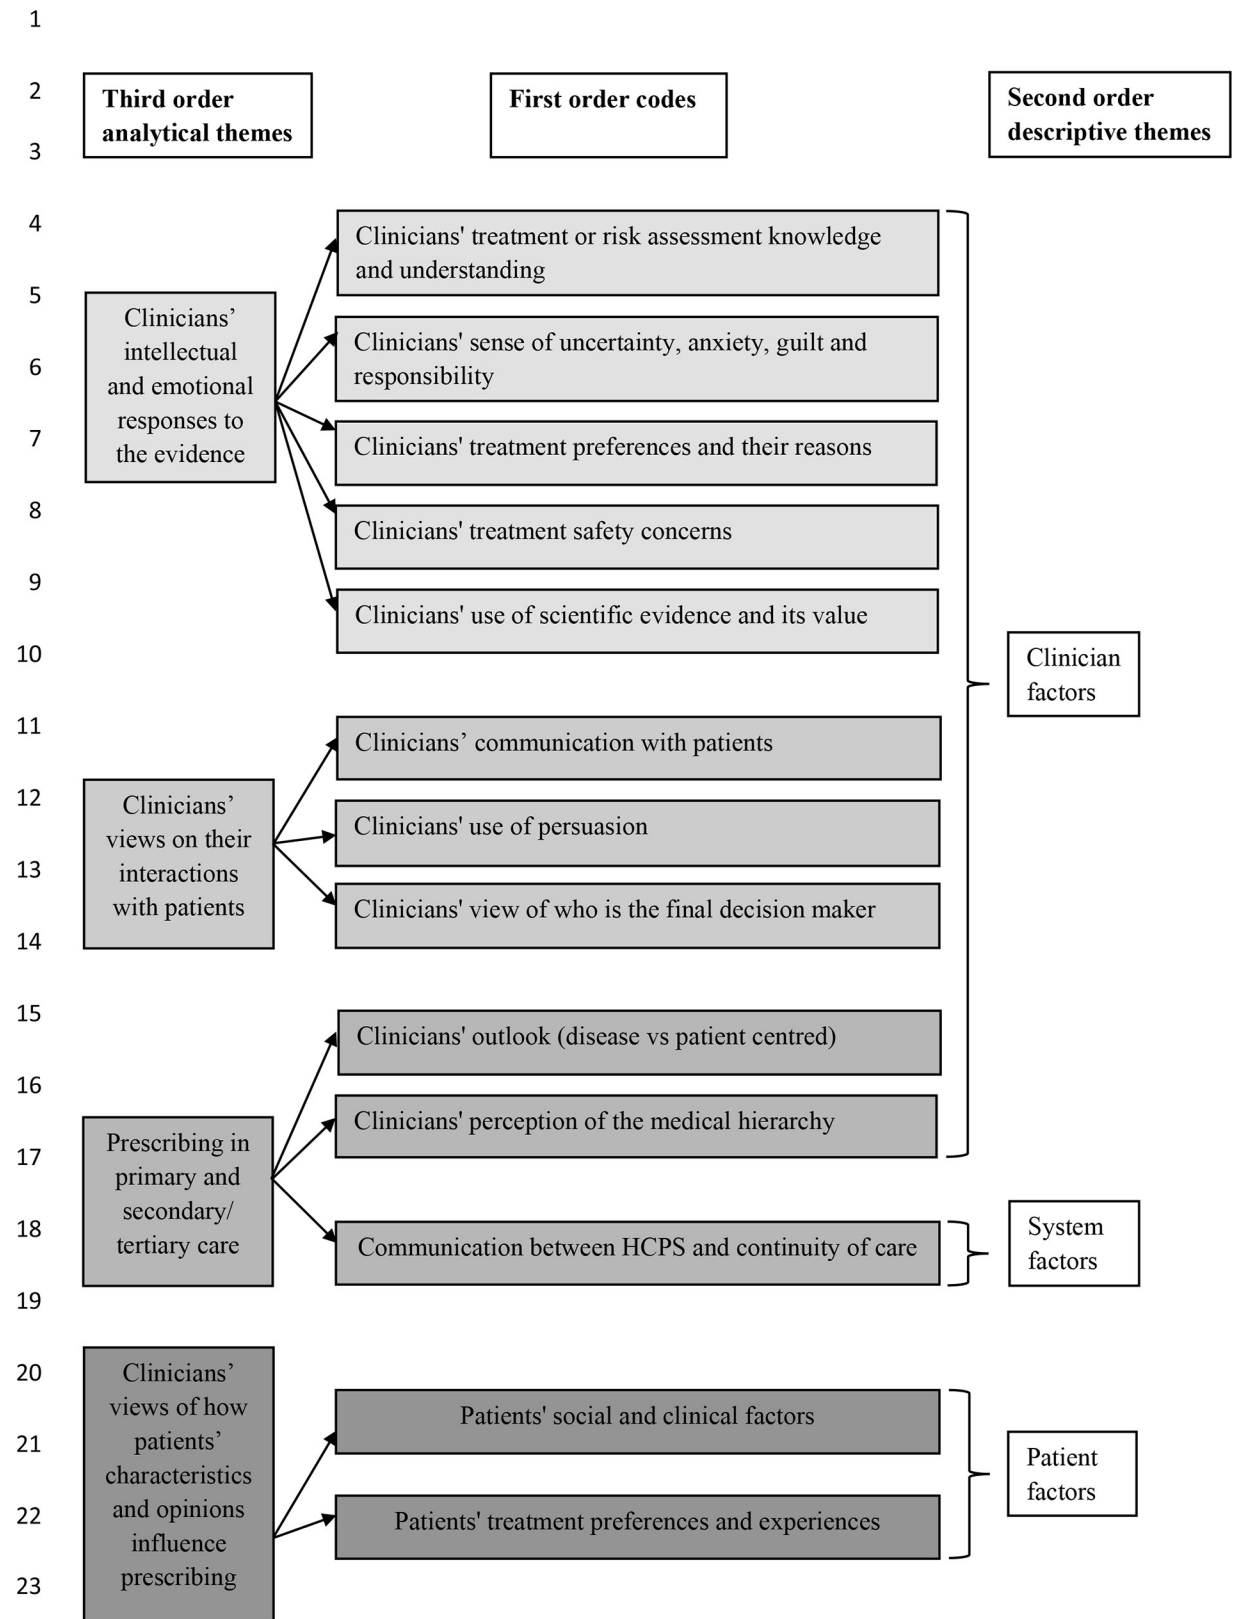 1
2
3
Third order
analytical themes
First order codes
Second order
descriptive themes
4
5
6
7
8
9
10
Clinicians’
intellectual
and emotional
responses to
the evidence
Clinicians' treatment or risk assessment knowledge
and understanding
Clinicians' sense of uncertainty, anxiety, guilt and
responsibility
Clinicians' treatment preferences and their reasons
Clinicians' treatment safety concerns
Clinicians' use of scientific evidence and its value
Clinician
factors
11
12
13
14
Clinicians’
views on their
interactions
with patients
Clinicians’ communication with patients
Clinicians' use of persuasion
Clinicians' view of who is the final decision maker
15
16
17
18
19
Prescribing in
primary and
secondary/
tertiary care
Clinicians' outlook (disease vs patient centred)
Clinicians' perception of the medical hierarchy
Communication between HCPS and continuity of care
System
factors
20
21
22
23
Clinicians’
views of how
patients’
characteristics
and opinions
influence
prescribing
Patients' social and clinical factors
Patients' treatment preferences and experiences
Patient
factors